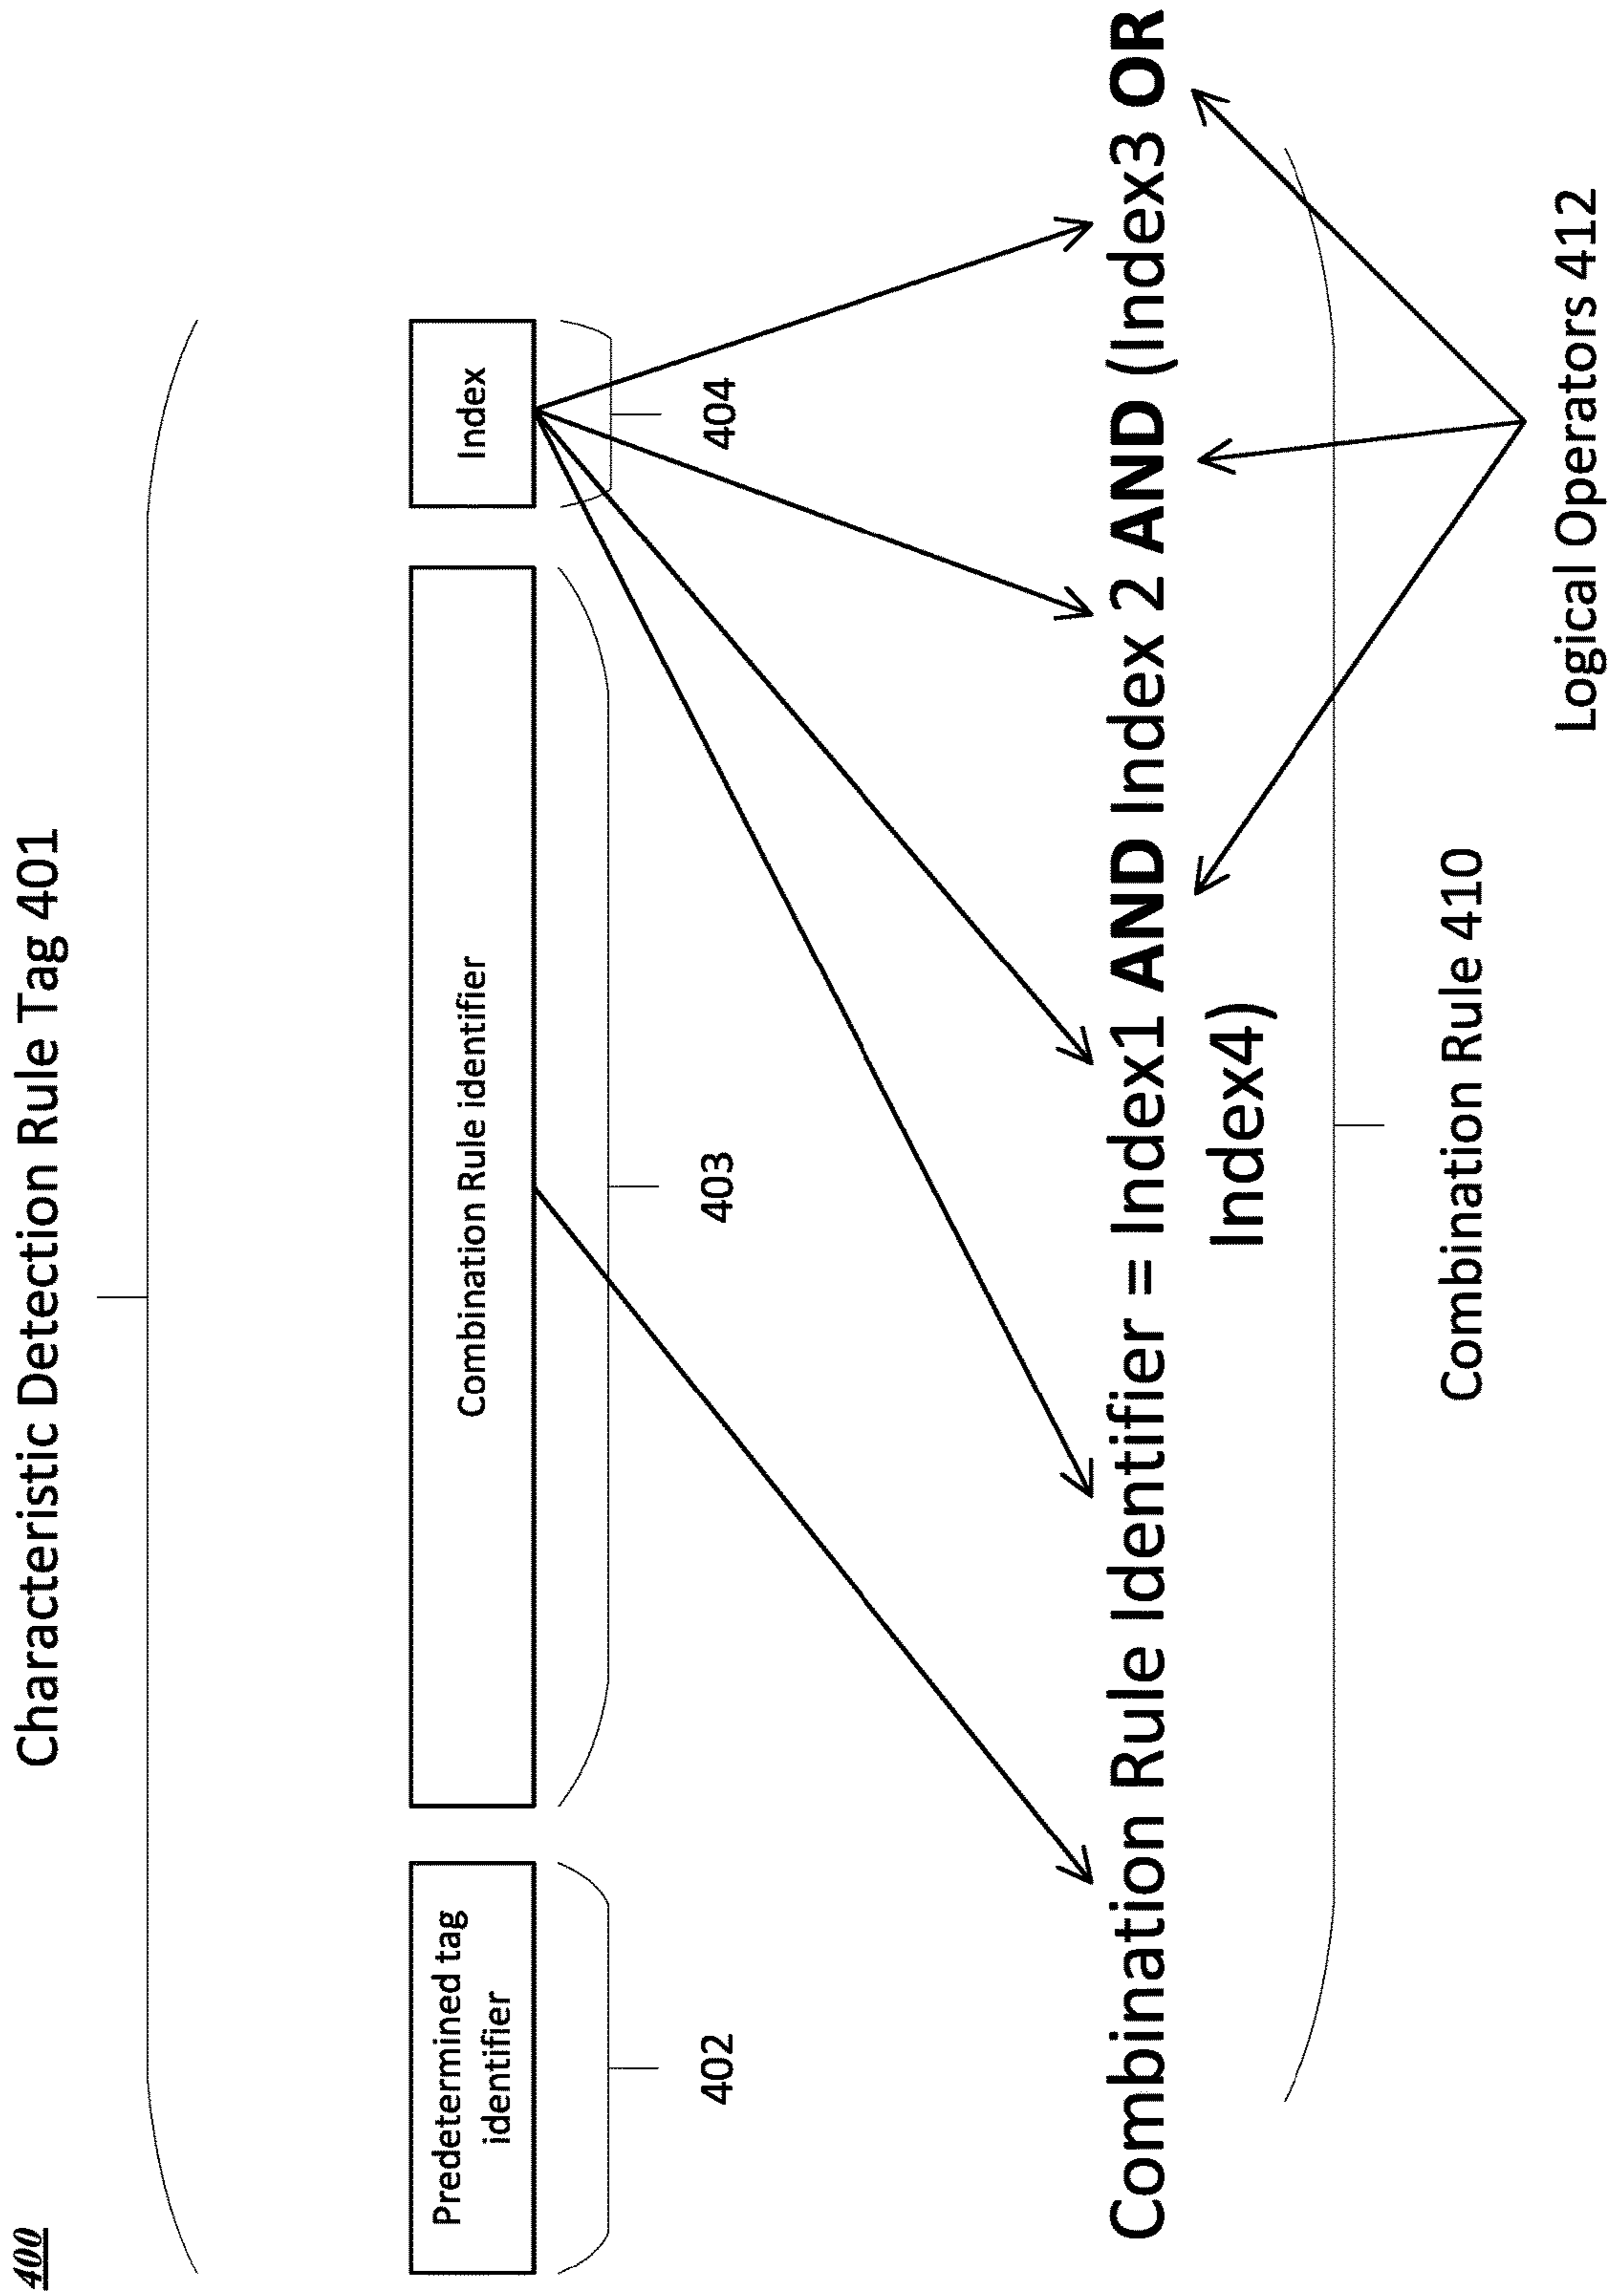 400
Characteristic Detection Rule Tag 401
Predetermined tag
identifier
Combination Rule identifier
Index
402
403
404
Combination Rule Identifier = Index1 AND Index 2 AND (Index3 OR
Index4)
Combination Rule 410
Logical Operators 412